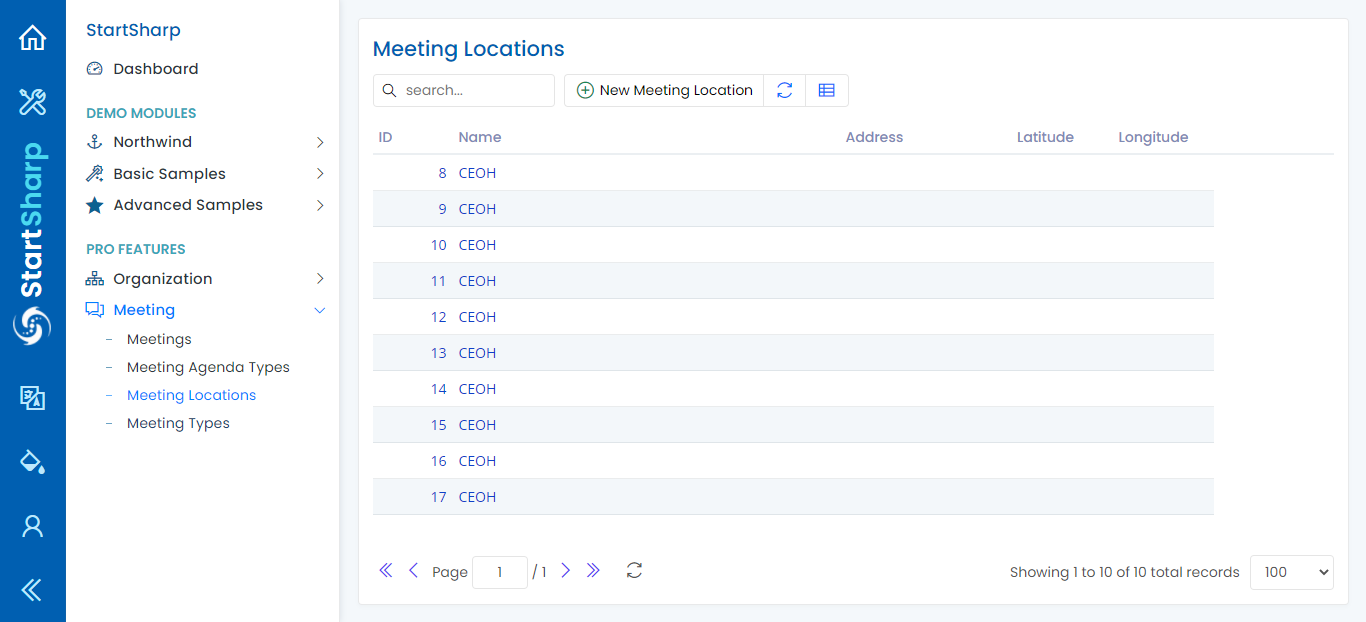 StartSharp
StartSharp
Dashboard
DEMO MODULES
Northwind
Basic Samples
Advanced Samples
PRO FEATURES
Organization
Meeting
Meetings
Meeting Agenda Types
Meeting Locations
Meeting Types
Meeting Locations
search...
New Meeting Location
ID Name Address Latitude Longitude
8 CEOH
9 CEOH
10 CEOH
11 CEOH
12 CEOH
13 CEOH
14 CEOH
15 CEOH
16 CEOH
17 CEOH
Page 1 / 1
Showing 1 to 10 of 10 total records 100